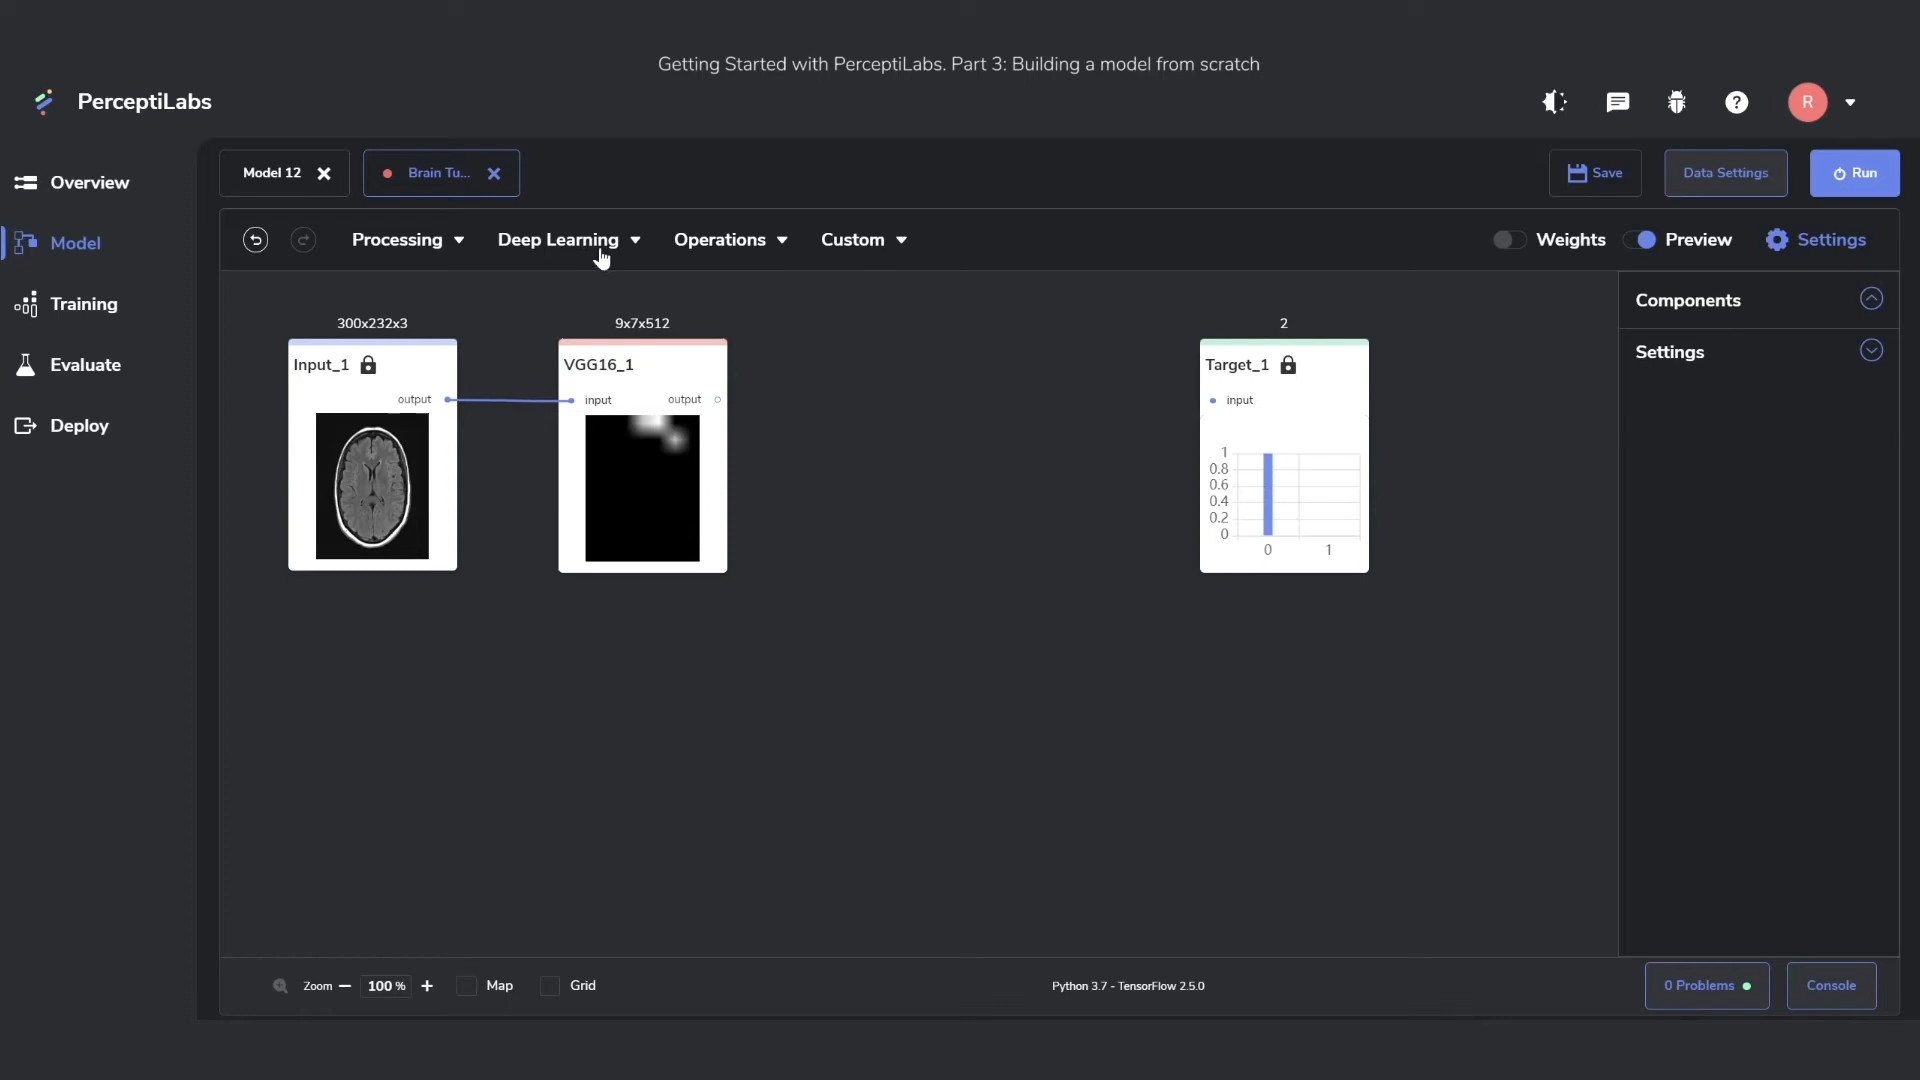 Getting Started with PerceptiLabs. Part 3: Building a model from scratch
PerceptiLabs
R
Overview
Model
Training
Evaluate
Deploy
Model 12
Brain Tu...
Save
Data Settings
Run
Processing
Deep Learning
Operations
Custom
Weights
Preview
Settings
300x232x3
Input_1
output
9x7x512
VGG16_1
input
output
2
Target_1
input
1
0.8
0.6
0.4
0.2
0
0
1
Components
Settings
Zoom
100 %
Map
Grid
Python 3.7 - TensorFlow 2.5.0
0 Problems
Console